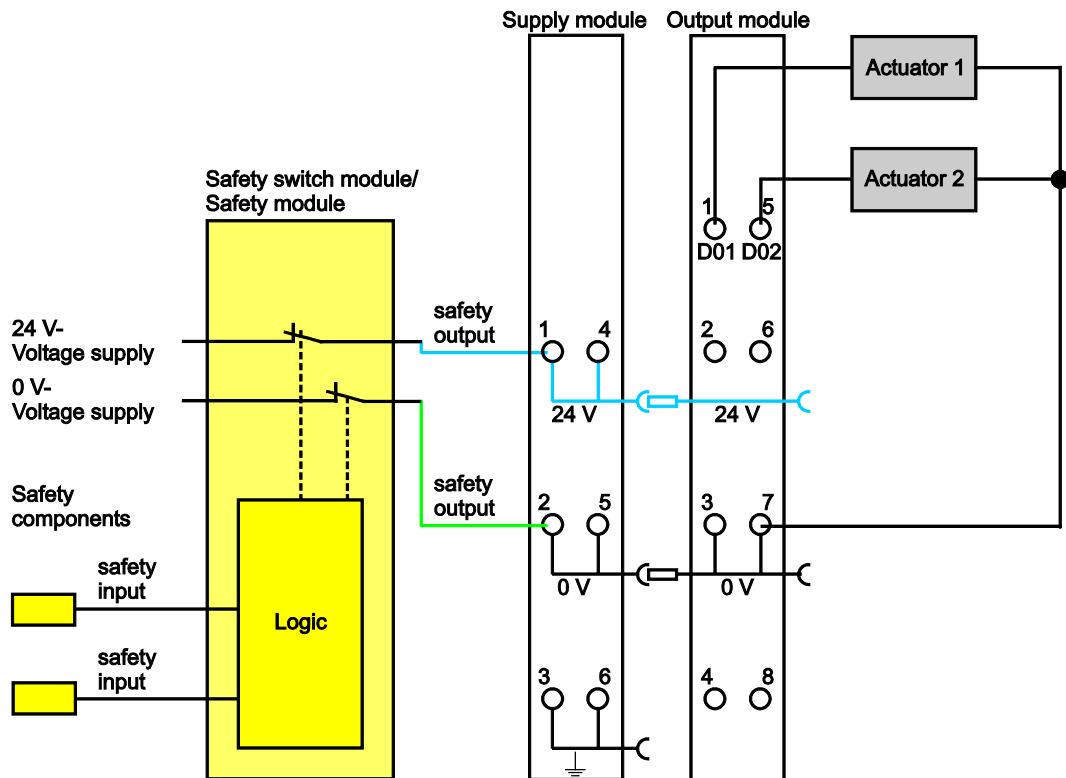 Supply module
Output module
Actuator 1
Actuator 2
Safety switch module/
Safety module
1
5
D01
D02
24 V-
Voltage supply
safety
output
1
4
2
6
0 V-
Voltage supply
24 V
24 V
Safety
components
safety
output
2
5
3
7
safety
input
0 V
0 V
Logic
safety
input
3
6
4
8